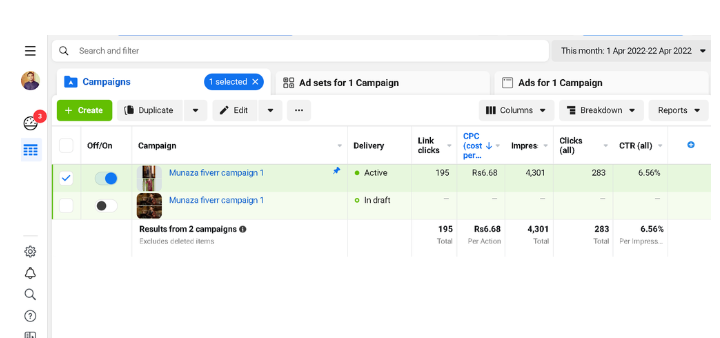 Search and filter
This month: 1 Apr 2022-22 Apr 2022
Campaigns
1 selected ×
Ad sets for 1 Campaign
Ads for 1 Campaign
3
+ Create
Duplicate
Edit
...
Columns
Breakdown
Reports
Off/On
Campaign
Delivery
Link clicks
CPC (cost per...
Impres
Clicks (all)
CTR (all)
Munaza fiverr campaign 1
Active
195
Rs6.68
4,301
283
6.56%
Munaza fiverr campaign 1
In draft
— — — — —
Results from 2 campaigns
195
Rs6.68
4,301
283
6.56%
Excludes deleted items
Total
Per Action
Total
Total
Per Impress...